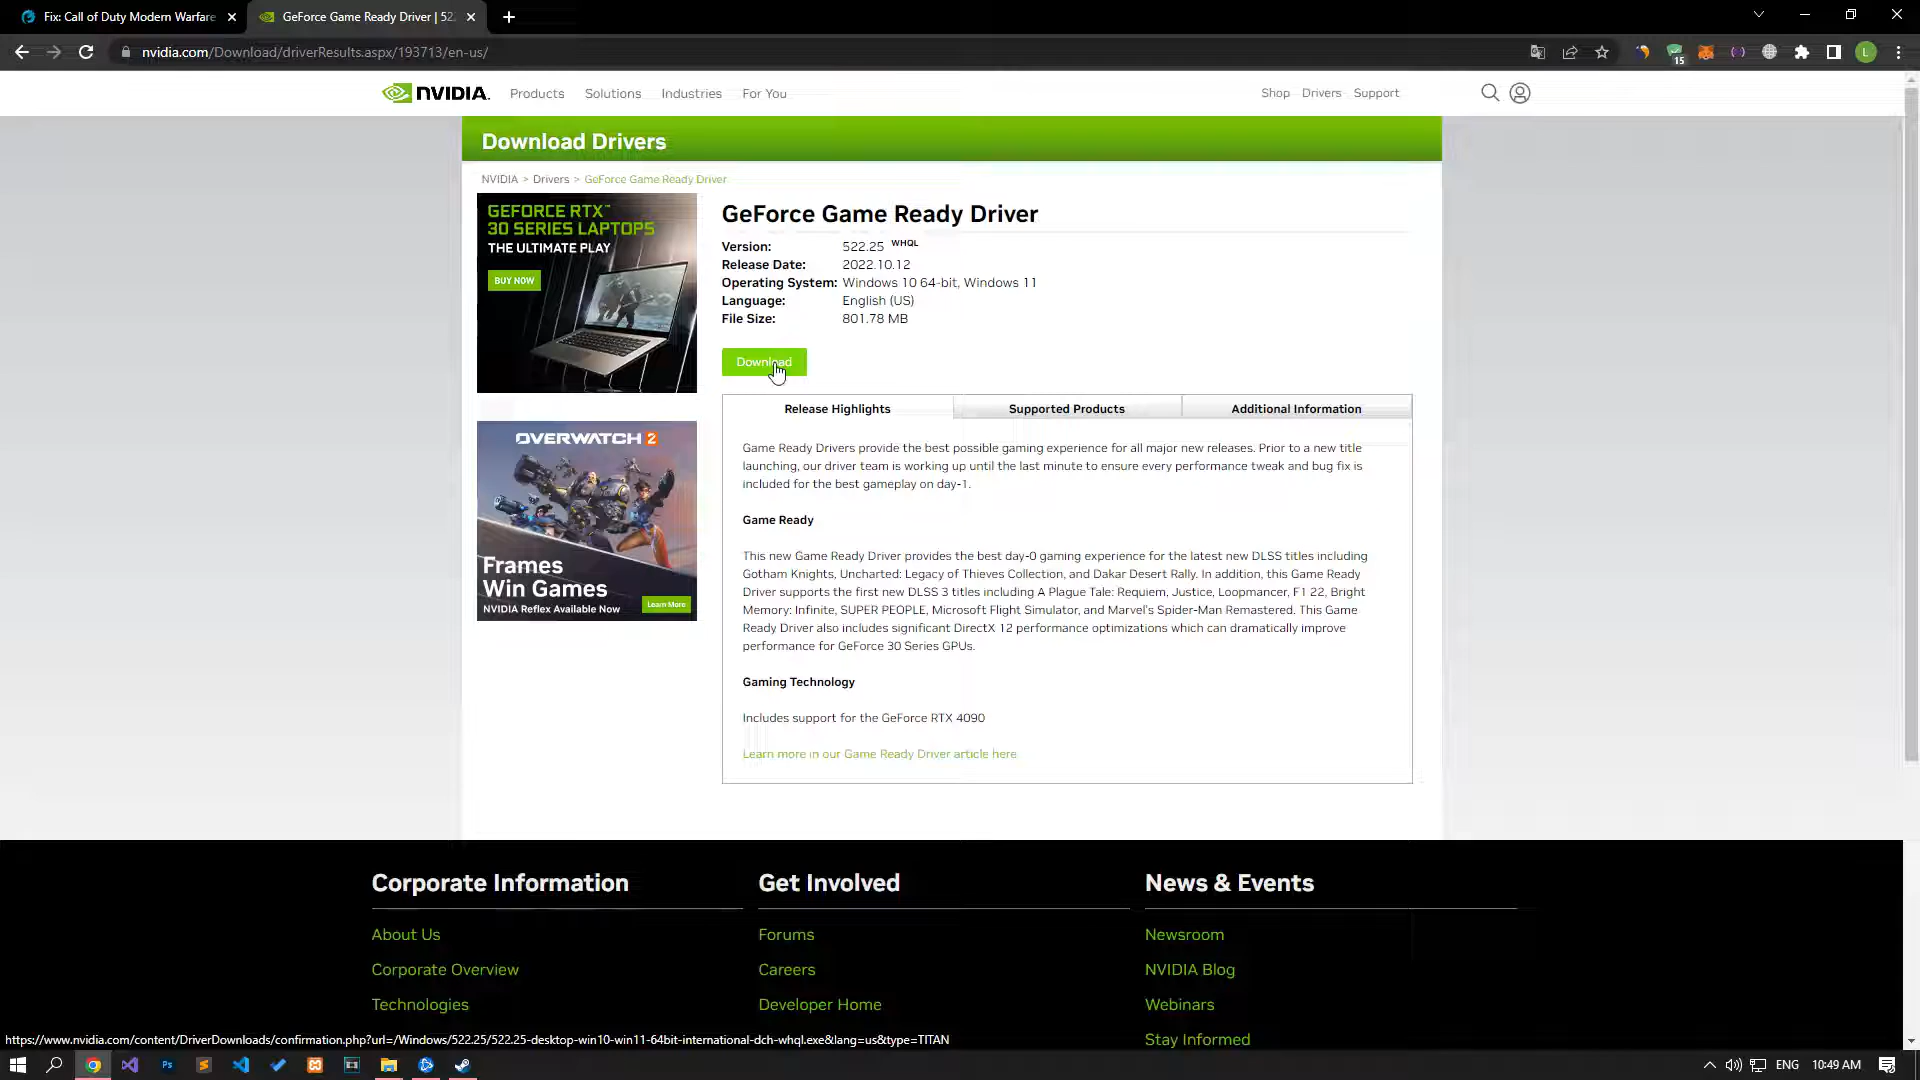 Fix: Call of Duty Modern Warfare
GeForce Game Ready Driver | 52
nvidia.com/Download/driverResults.aspx/193713/en-us/
15
L
NVIDIA.
Products
Solutions
Industries
For You
Shop
Drivers
Support
Download Drivers
NVIDIA > Drivers > GeForce Game Ready Driver
GEFORCE RTX™
30 SERIES LAPTOPS
THE ULTIMATE PLAY
BUY NOW
OVERWATCH 2
Frames
Win Games
NVIDIA Reflex Available Now
Learn More
GeForce Game Ready Driver
Version: 522.25 WHQL
Release Date: 2022.10.12
Operating System: Windows 10 64-bit, Windows 11
Language: English (US)
File Size: 801.78 MB
Download
Release Highlights
Supported Products
Additional Information
Game Ready Drivers provide the best possible gaming experience for all major new releases. Prior to a new title
launching, our driver team is working up until the last minute to ensure every performance tweak and bug fix is
included for the best gameplay on day-1.
Game Ready
This new Game Ready Driver provides the best day-0 gaming experience for the latest new DLSS titles including
Gotham Knights, Uncharted: Legacy of Thieves Collection, and Dakar Desert Rally. In addition, this Game Ready
Driver supports the first new DLSS 3 titles including A Plague Tale: Requiem, Justice, Loopmancer, F1 22, Bright
Memory: Infinite, SUPER PEOPLE, Microsoft Flight Simulator, and Marvel's Spider-Man Remastered. This Game
Ready Driver also includes significant DirectX 12 performance optimizations which can dramatically improve
performance for GeForce 30 Series GPUs.
Gaming Technology
Includes support for the GeForce RTX 4090
Learn more in our Game Ready Driver article here
Corporate Information
About Us
Corporate Overview
Technologies
Get Involved
Forums
Careers
Developer Home
News & Events
Newsroom
NVIDIA Blog
Webinars
Stay Informed
https://www.nvidia.com/content/DriverDownloads/confirmation.php?url=/Windows/522.25/522.25-desktop-win10-win11-64bit-international-dch-whql.exe&lang=us&type=TITAN
Ps
ENG
10:49 AM